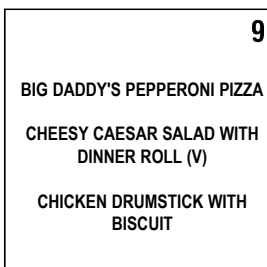 9
BIG DADDY'S PEPPERONI PIZZA
CHEESY CAESAR SALAD WITH
DINNER ROLL (V)
CHICKEN DRUMSTICK WITH
BISCUIT